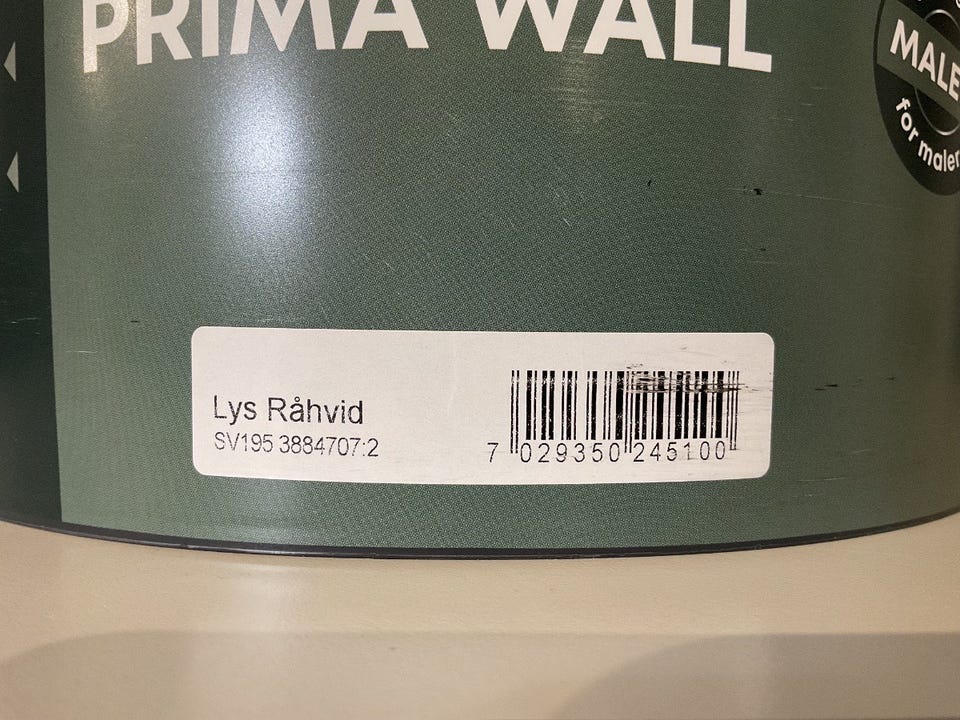 PRIMA WALL
MALE
for maler
Lys Råhvid
SV195 3884707:2
7 029350 245100